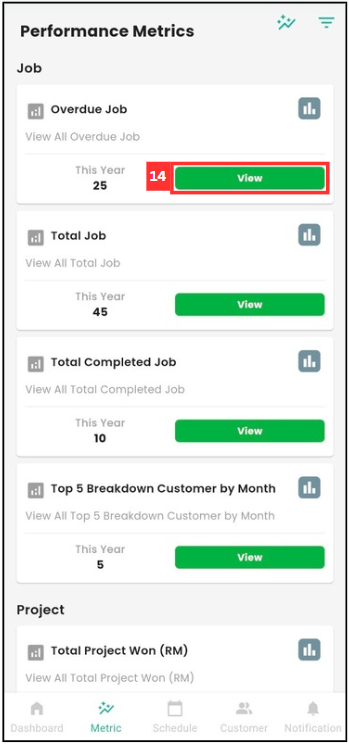 Performance Metrics
Job
Overdue Job
View All Overdue Job
This Year
25
14
View
Total Job
View All Total Job
This Year
45
View
Total Completed Job
View All Total Completed Job
This Year
10
View
Top 5 Breakdown Customer by Month
View All Top 5 Breakdown Customer by Month
This Year
5
View
Project
Total Project Won (RM)
View All Total Project Won (RM)
Dashboard Metric Schedule Customer Notification